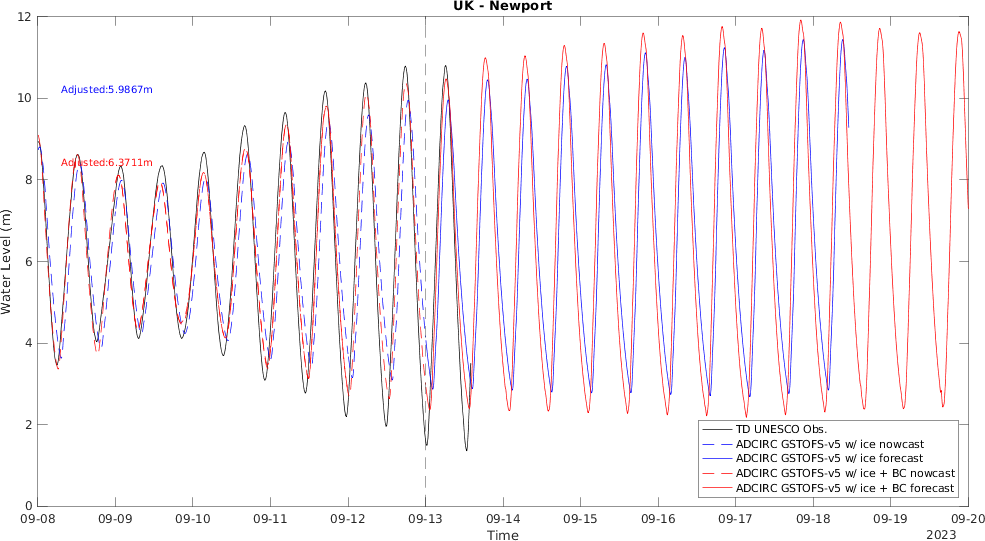 UK - Newport
12
10
8
6
4
2
0
Water Level (m)
Adjusted:5.9867m
Adjusted:6.3711m
TD UNESCO Obs.
ADCIRC GSTOFS-v5 w/ ice nowcast
ADCIRC GSTOFS-v5 w/ ice forecast
ADCIRC GSTOFS-v5 w/ ice + BC nowcast
ADCIRC GSTOFS-v5 w/ ice + BC forecast
09-08 09-09 09-10 09-11 09-12 09-13 09-14 09-15 09-16 09-17 09-18 09-19 09-20
Time
2023